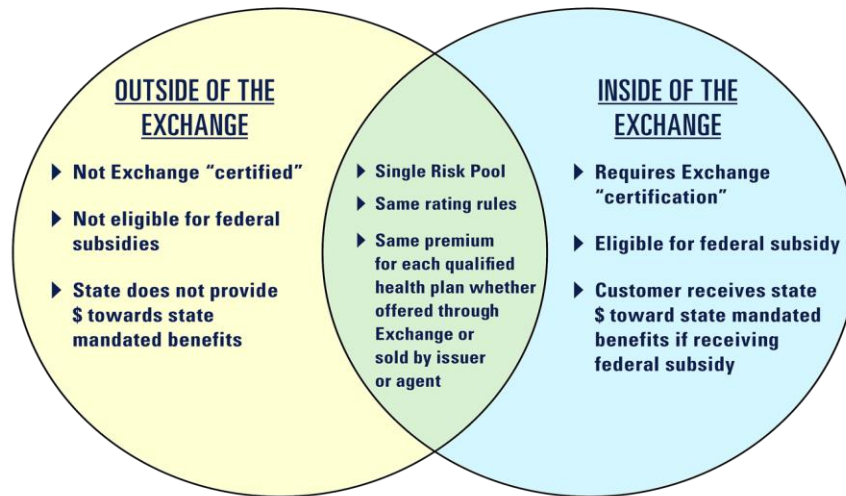 OUTSIDE OF THE
EXCHANGE
▶ Not Exchange “certified”
▶ Not eligible for federal
subsidies
▶ State does not provide
$ towards state
mandated benefits
▶ Single Risk Pool
▶ Same rating rules
▶ Same premium
for each qualified
health plan whether
offered through
Exchange or
sold by issuer
or agent
INSIDE OF THE
EXCHANGE
▶ Requires Exchange
“certification”
▶ Eligible for federal subsidy
▶ Customer receives state
$ toward state mandated
benefits if receiving
federal subsidy